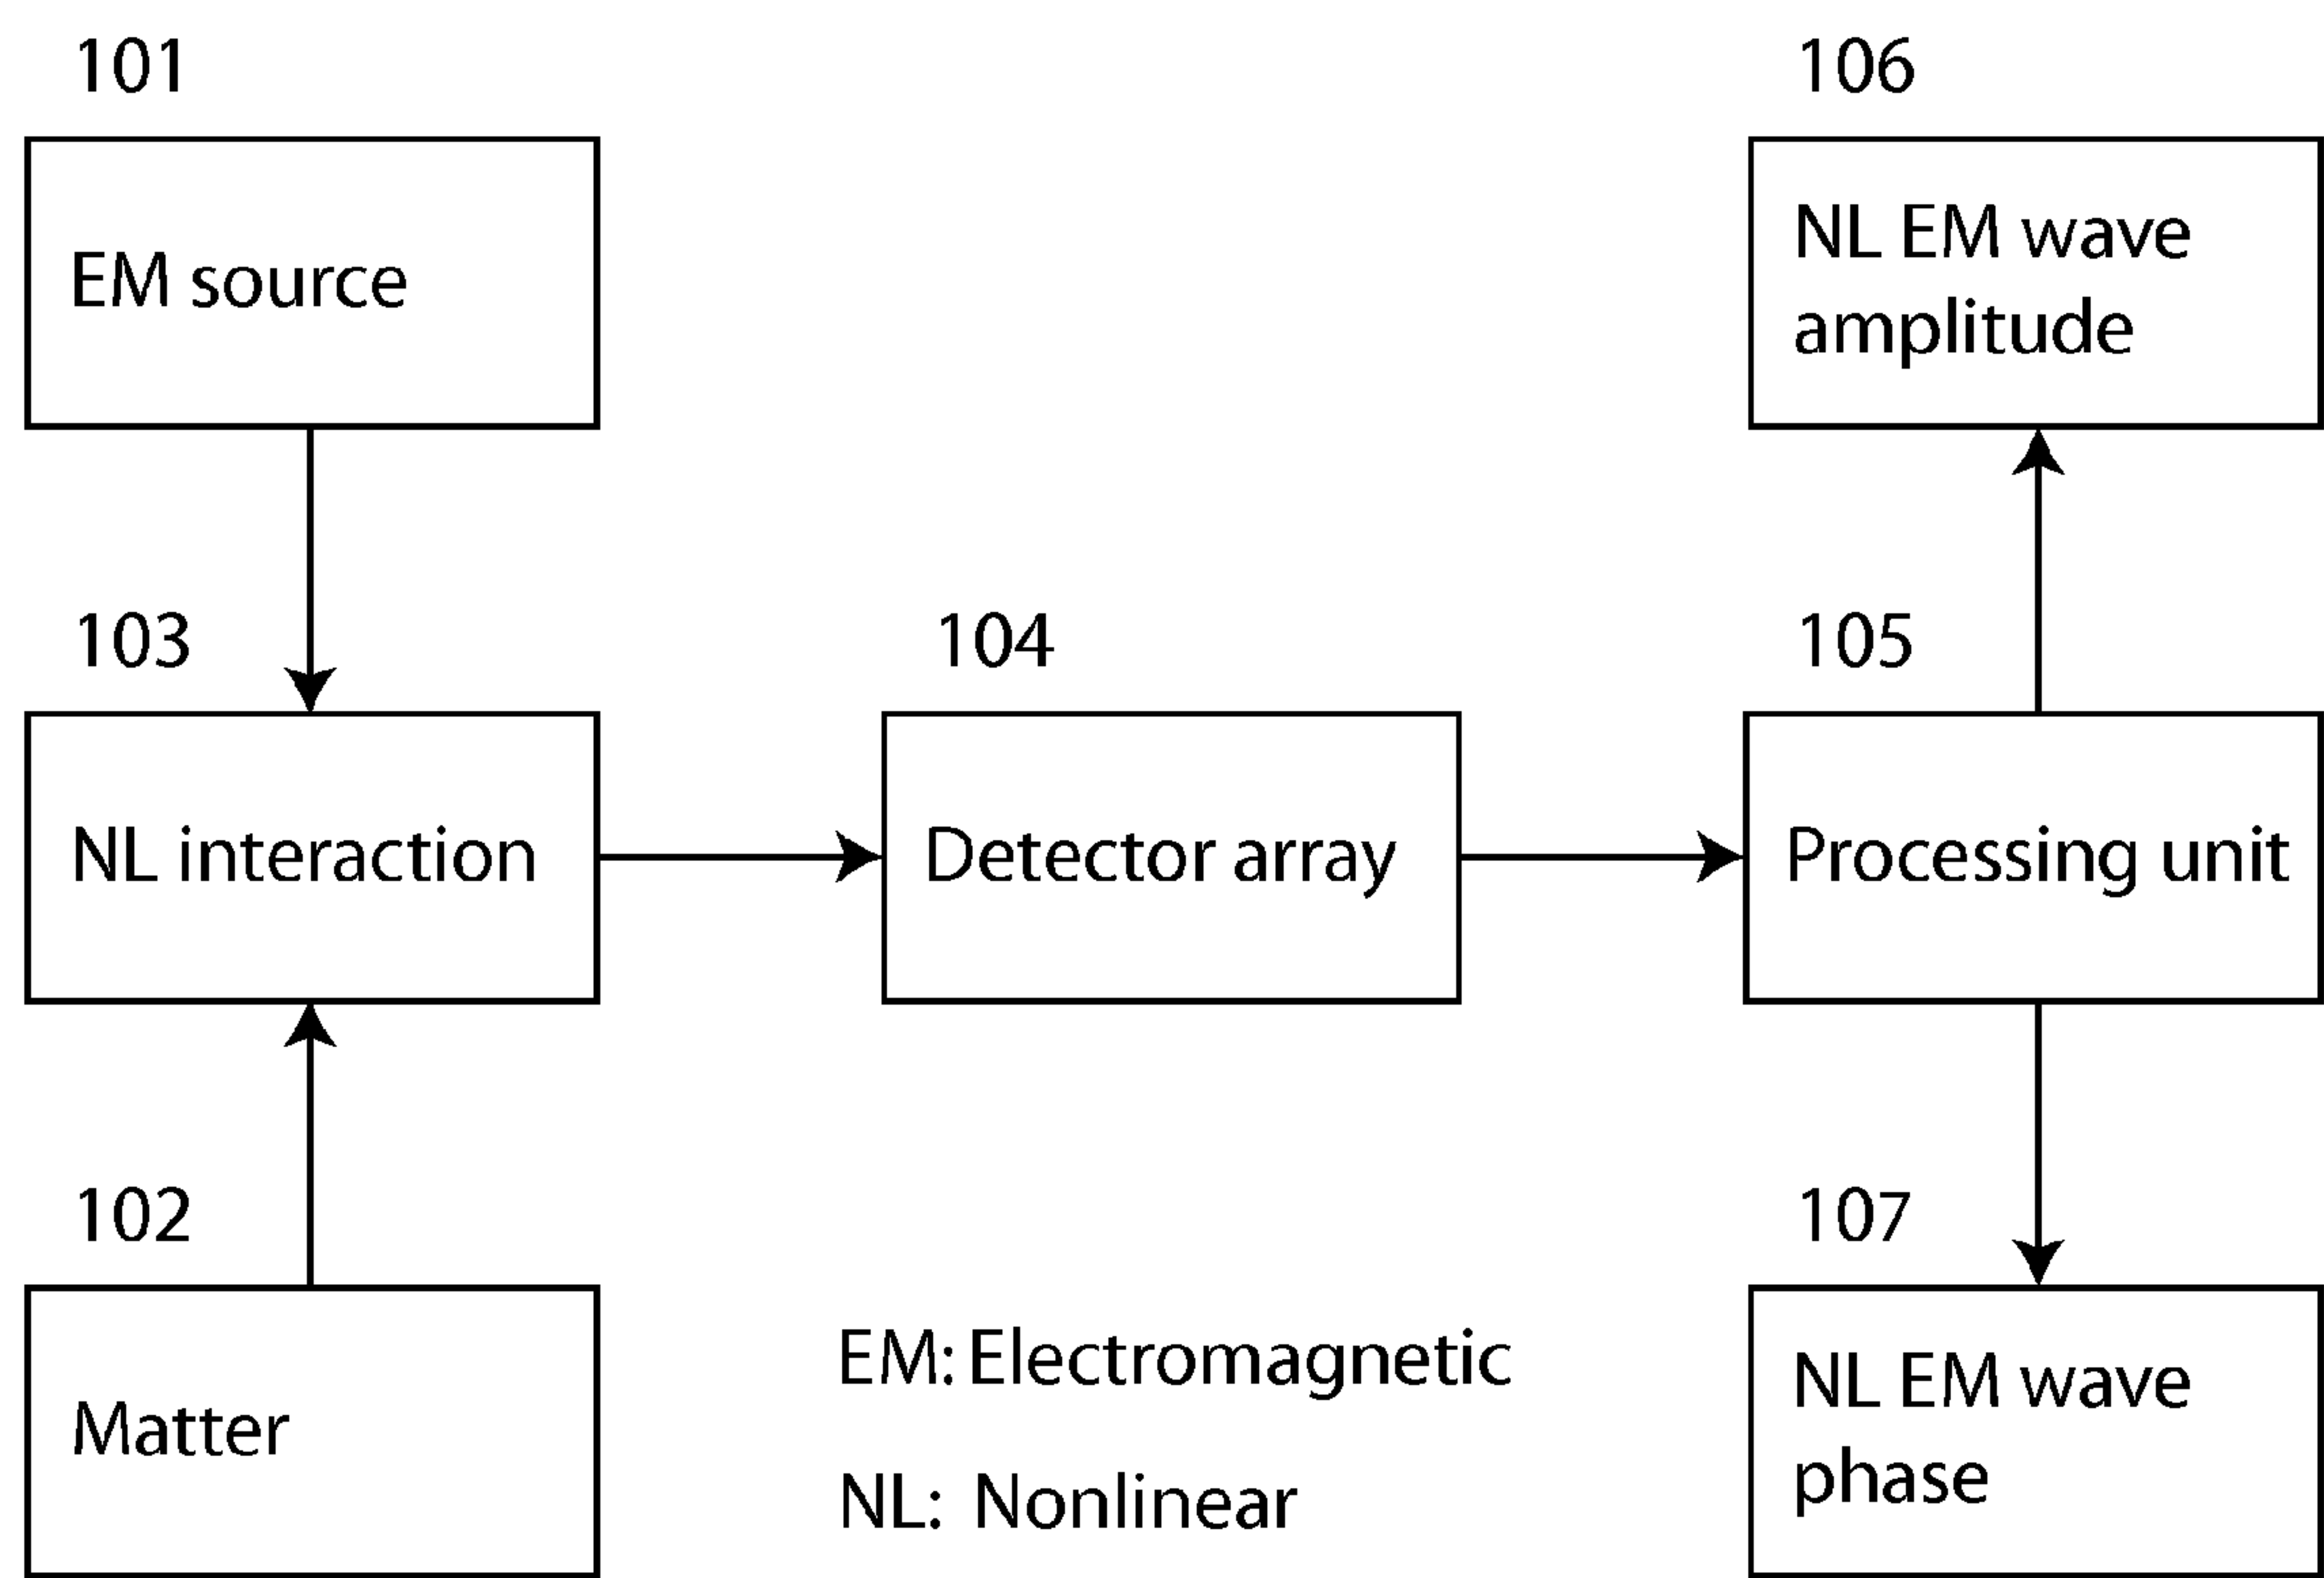 101
EM source
103
NL interaction
102
Matter
104
Detector array
EM: Electromagnetic
NL: Nonlinear
106
NL EM wave
amplitude
105
Processing unit
107
NL EM wave
phase